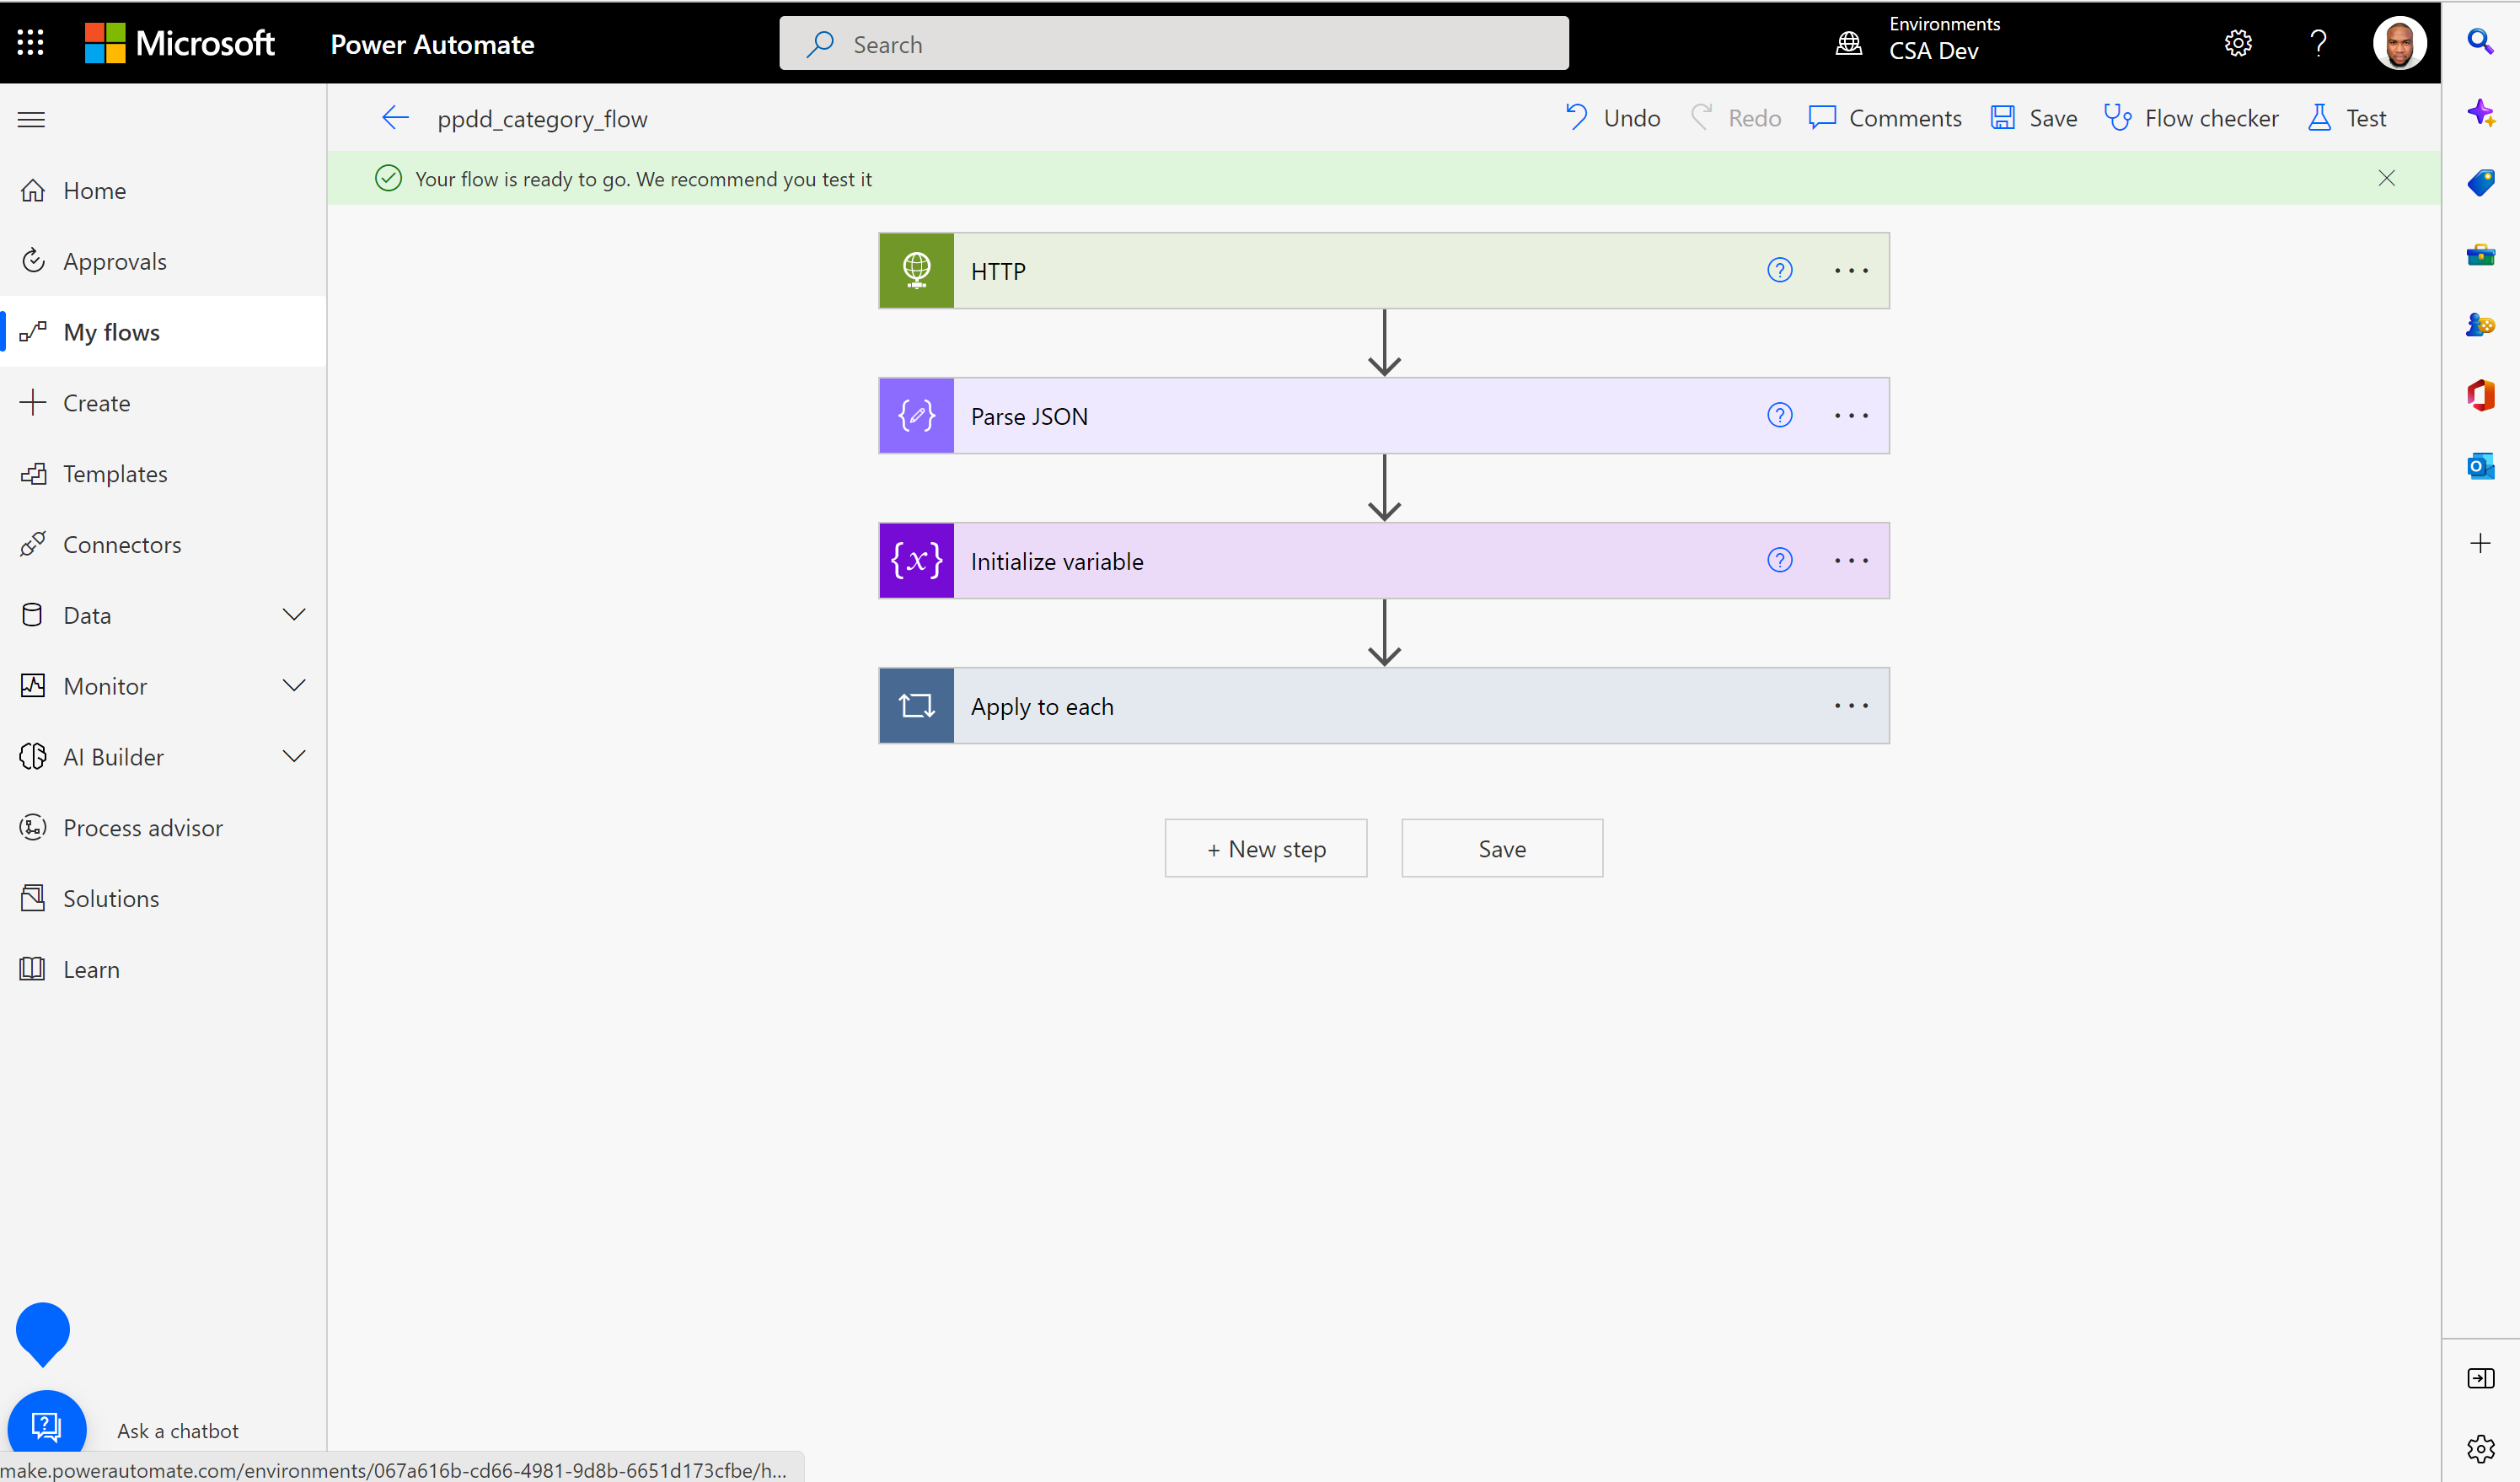 Microsoft
Power Automate
Search
Environments
CSA Dev
ppdd_category_flow
Undo
Redo
Comments
Save
Flow checker
Test
Your flow is ready to go. We recommend you test it
Home
Approvals
My flows
Create
Templates
Connectors
Data
Monitor
AI Builder
Process advisor
Solutions
Learn
HTTP
Parse JSON
{x} Initialize variable
Apply to each
+ New step
Save
Ask a chatbot
make.powerautomate.com/environments/067a616b-cd66-4981-9d8b-6651d173cfbe/h...